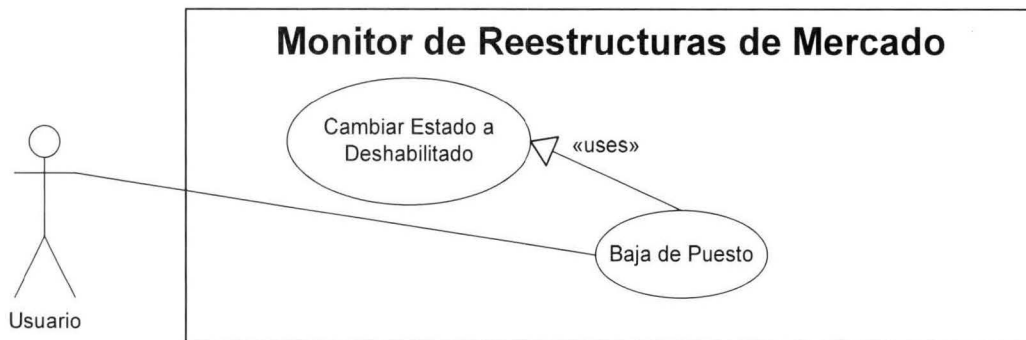 Monitor de Reestructuras de Mercado
Cambiar Estado a
Deshabilitado
«uses»
Baja de Puesto
Usuario